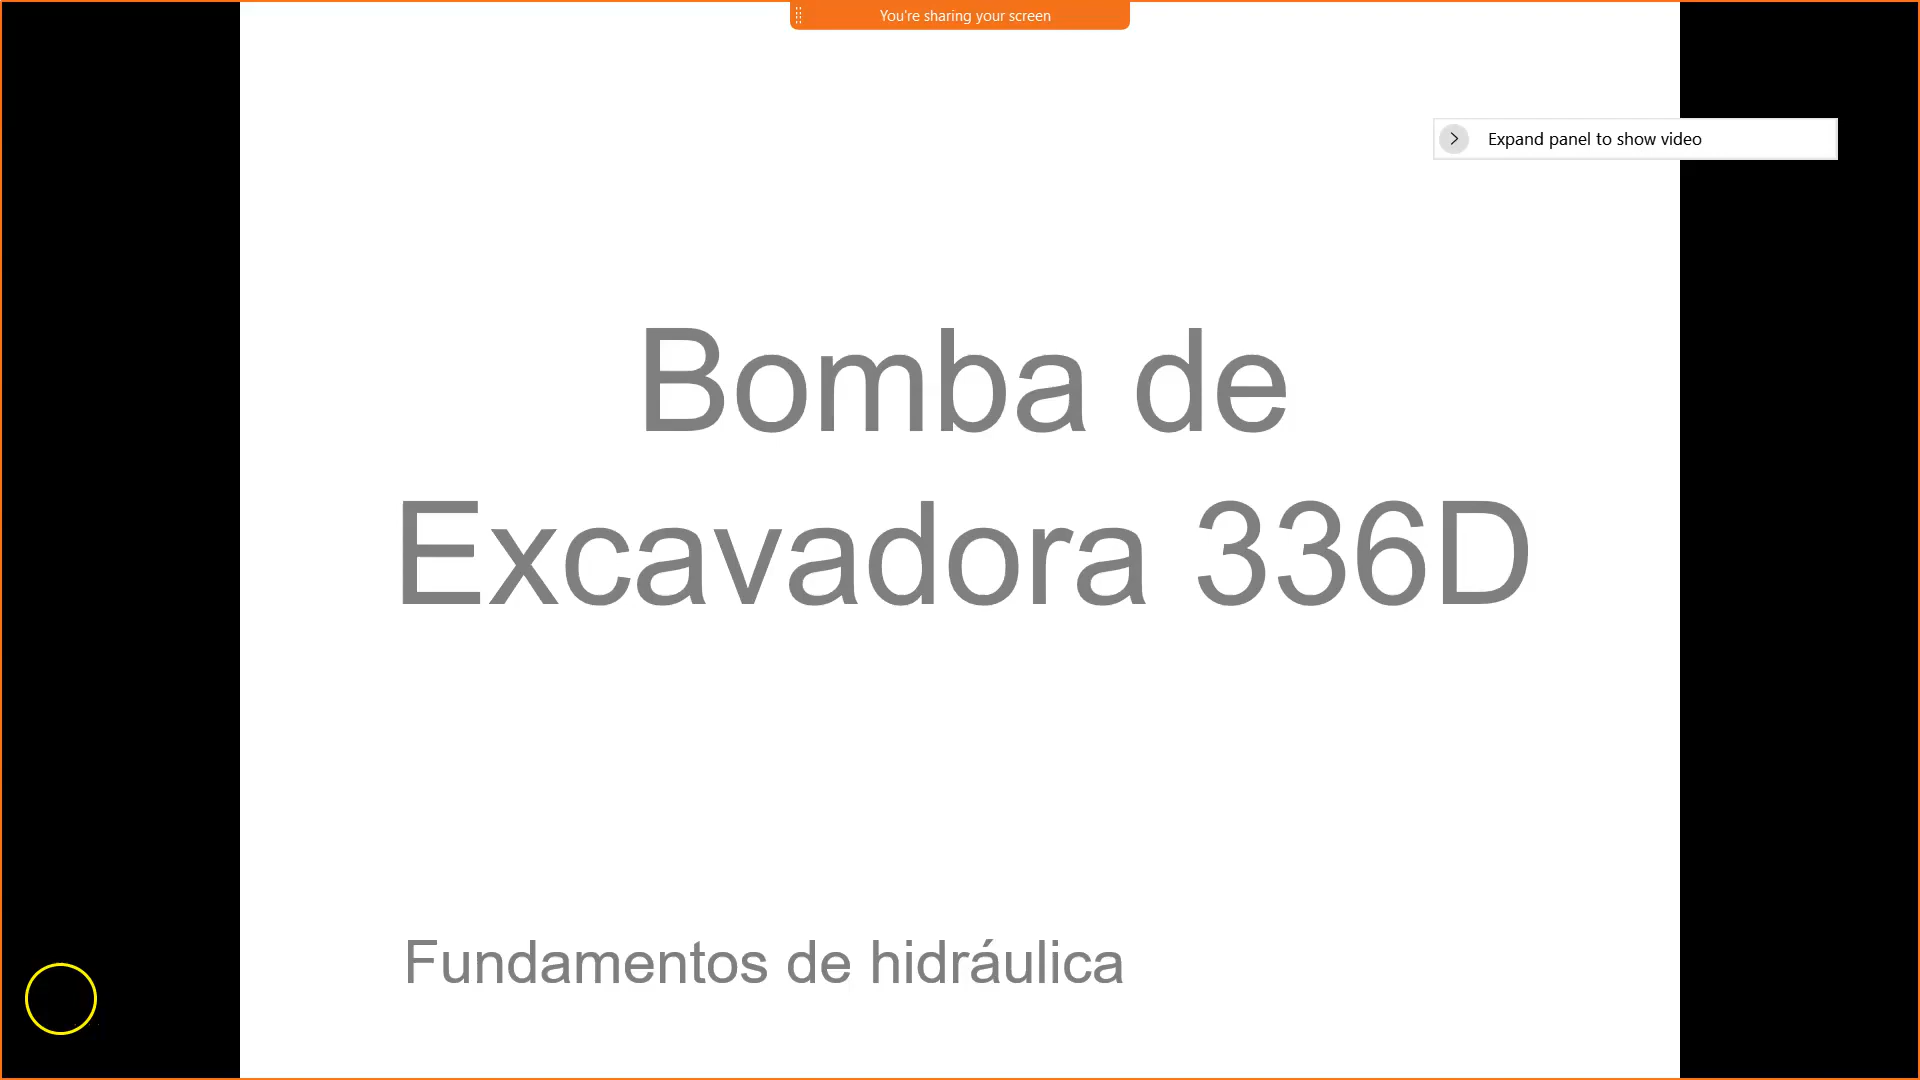 You're sharing your screen
Expand panel to show video
Bomba de
Excavadora 336D
Fundamentos de hidráulica